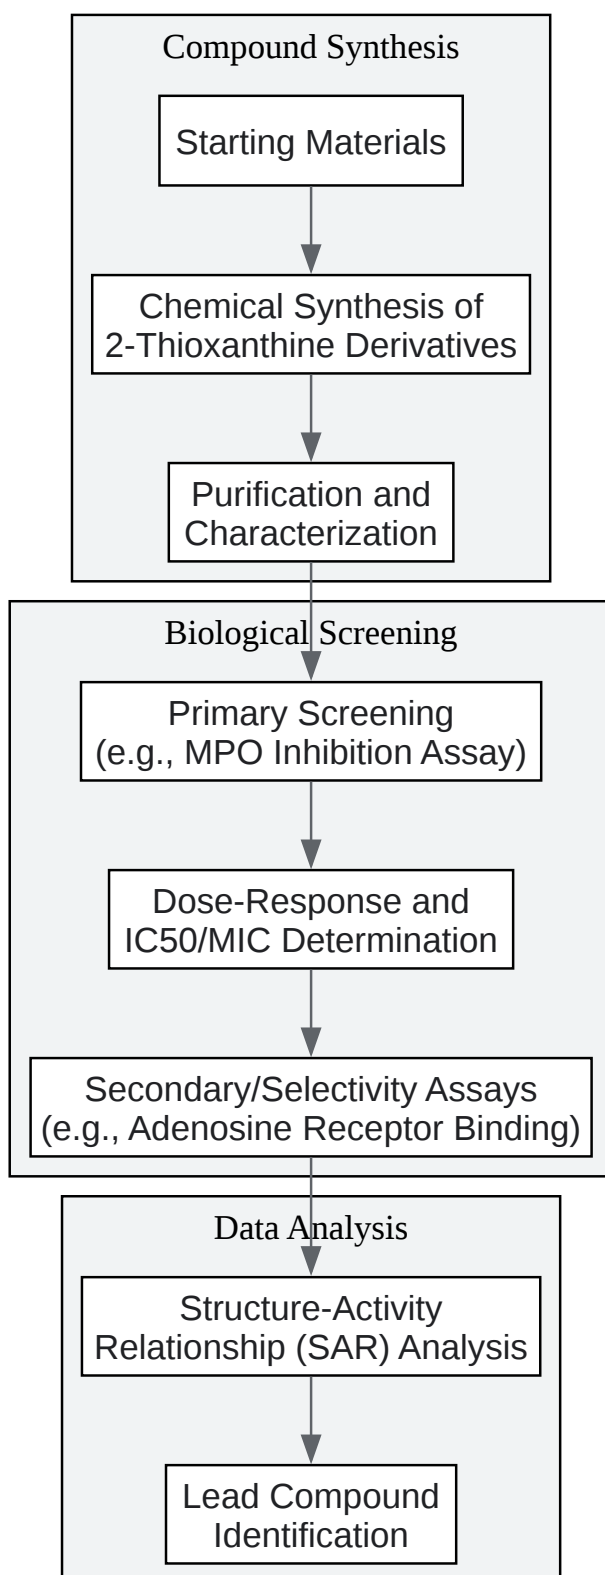 Compound Synthesis
Starting Materials
Chemical Synthesis of
2-Thioxanthine Derivatives
Purification and
Characterization
Biological Screening
Primary Screening
(e.g., MPO Inhibition Assay)
Dose-Response and
IC50/MIC Determination
Secondary/Selectivity Assays
(e.g., Adenosine Receptor Binding)
Data Analysis
Structure-Activity
Relationship (SAR) Analysis
Lead Compound
Identification